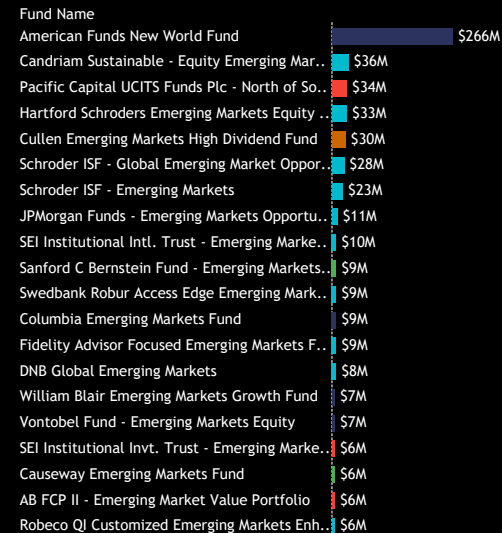 Fund Name
American Funds New World Fund $266M
Candriam Sustainable - Equity Emerging Mar.. $36M
Pacific Capital UCITS Funds Plc - North of So.. $34M
Hartford Schroders Emerging Markets Equity .. $33M
Cullen Emerging Markets High Dividend Fund $30M
Schroder ISF - Global Emerging Market Oppor.. $28M
Schroder ISF - Emerging Markets $23M
JPMorgan Funds - Emerging Markets Opportu.. $11M
SEI Institutional Intl. Trust - Emerging Marke.. $10M
Sanford C Bernstein Fund - Emerging Markets.. $9M
Swedbank Robur Access Edge Emerging Mark.. $9M
Columbia Emerging Markets Fund $9M
Fidelity Advisor Focused Emerging Markets F.. $9M
DNB Global Emerging Markets $8M
William Blair Emerging Markets Growth Fund $7M
Vontobel Fund - Emerging Markets Equity $7M
SEI Institutional Invt. Trust - Emerging Marke.. $6M
Causeway Emerging Markets Fund $6M
AB FCP II - Emerging Market Value Portfolio $6M
Robeco QI Customized Emerging Markets Enh.. $6M